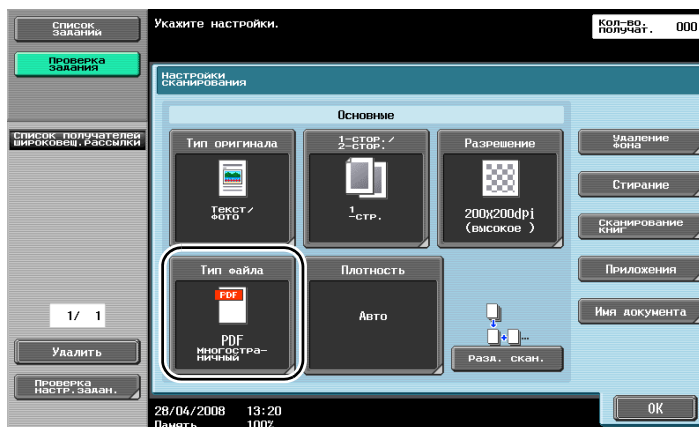 Список
заданий
Укажите настройки.
Кол-во.
получат.
000
Проверка
задания
Настройки
сканирования
Основные
Список получателей
широковещ.рассылки
Тип оригинала
1-стор./
2-стор.
Разрешение
Удаление
фона
Текст/
Фото
1
-стр.
200x200dpi
(высокое )
Стирание
Сканирование
книг
Тип файла
Плотность
Приложения
PDF
Авто
Имя документа
1/ 1
PDF
многостра-
ничный
Удалить
Разд. скан.
Проверка
настр.задан.
28/04/2008 13:20
Память 100%
OK